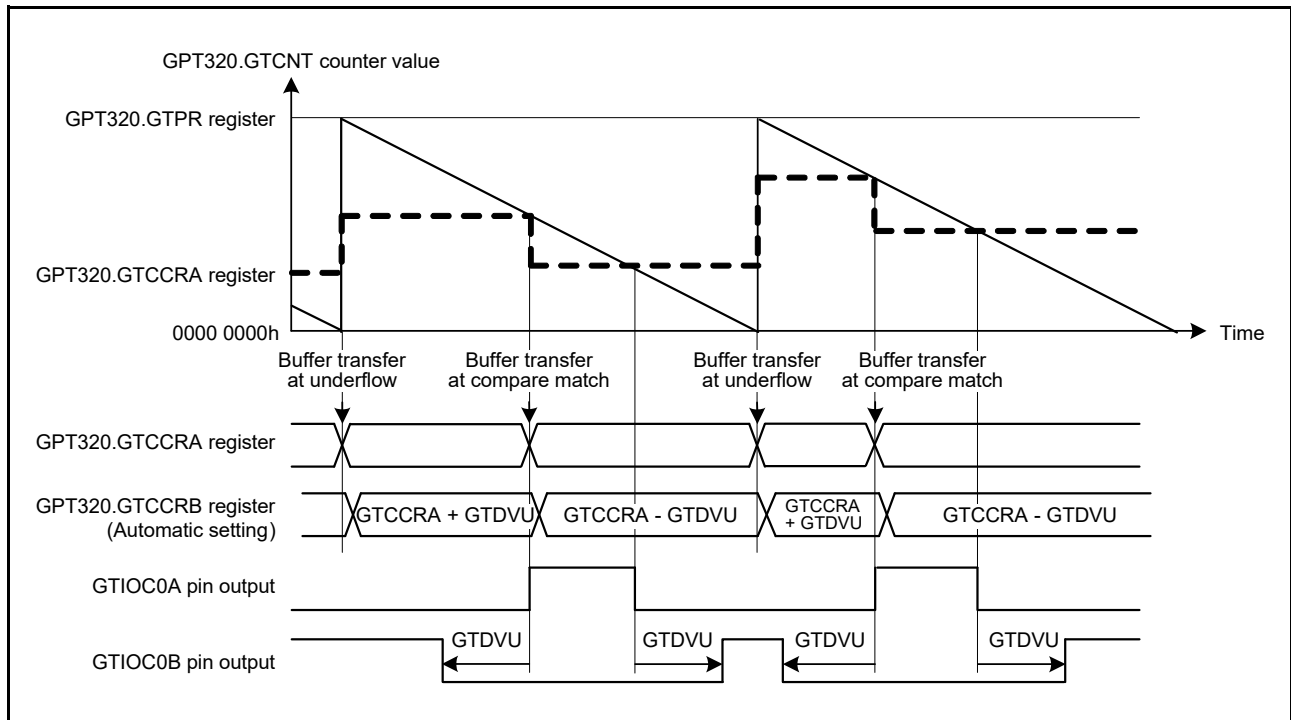 GPT320.GTCNT counter value
GPT320.GTPR register
GPT320.GTCCRA register
0000 0000h
Time
Buffer transfer
at underflow
Buffer transfer
at compare match
Buffer transfer
at underflow
Buffer transfer
at compare match
GPT320.GTCCRA register
GPT320.GTCCRB register
(Automatic setting)
GTCCRA + GTDVU
GTCCRA - GTDVU
GTCCRA
+ GTDVU
GTCCRA - GTDVU
GTIOC0A pin output
GTIOC0B pin output
GTDVU
GTDVU
GTDVU
GTDVU